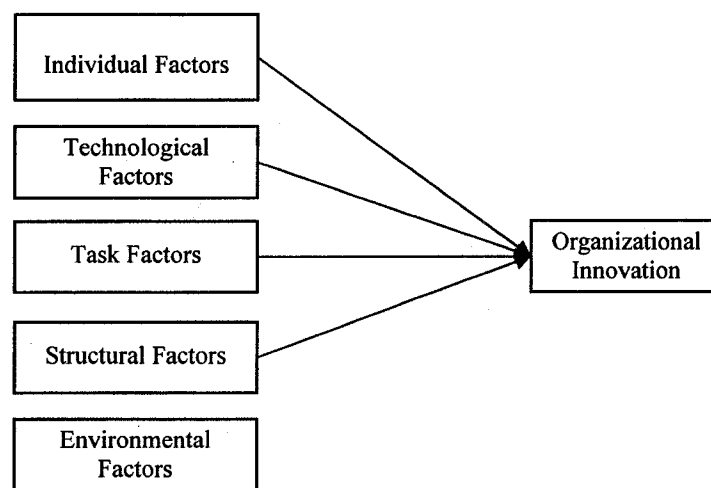 Individual Factors
Technological
Factors
Task Factors
Structural Factors
Environmental
Factors
Organizational
Innovation